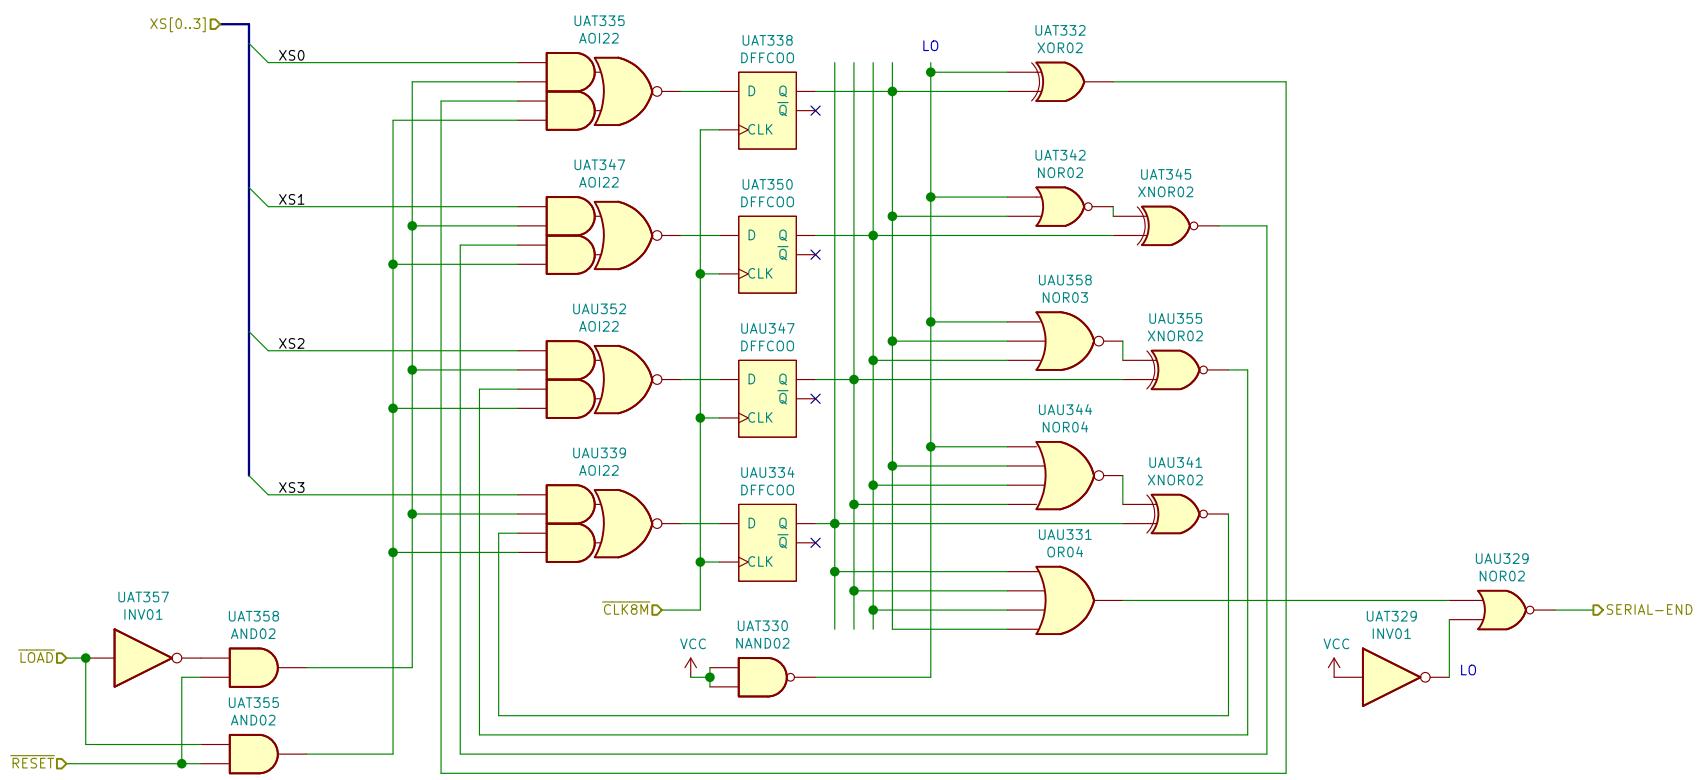 XS[0..3]
XS0
XS1
XS2
XS3
UAT335
AOI22
UAT347
AOI22
UAU352
AOI22
UAU339
AOI22
UAT338
DFFCOO
D
Q
Q
CLK
UAT350
DFFCOO
D
Q
Q
CLK
UAU347
DFFCOO
D
Q
Q
CLK
UAU334
DFFCOO
D
Q
Q
CLK
CLK8M
LO
UAT332
XOR02
UAT342
NOR02
UAT345
XNOR02
UAU358
NOR03
UAU355
XNOR02
UAU344
NOR04
UAU341
XNOR02
UAU331
OR04
UAT330
NAND02
VCC
UAU329
NOR02
SERIAL-END
UAT329
INV01
VCC
LO
UAT357
INV01
UAT358
AND02
LOAD
UAT355
AND02
RESET